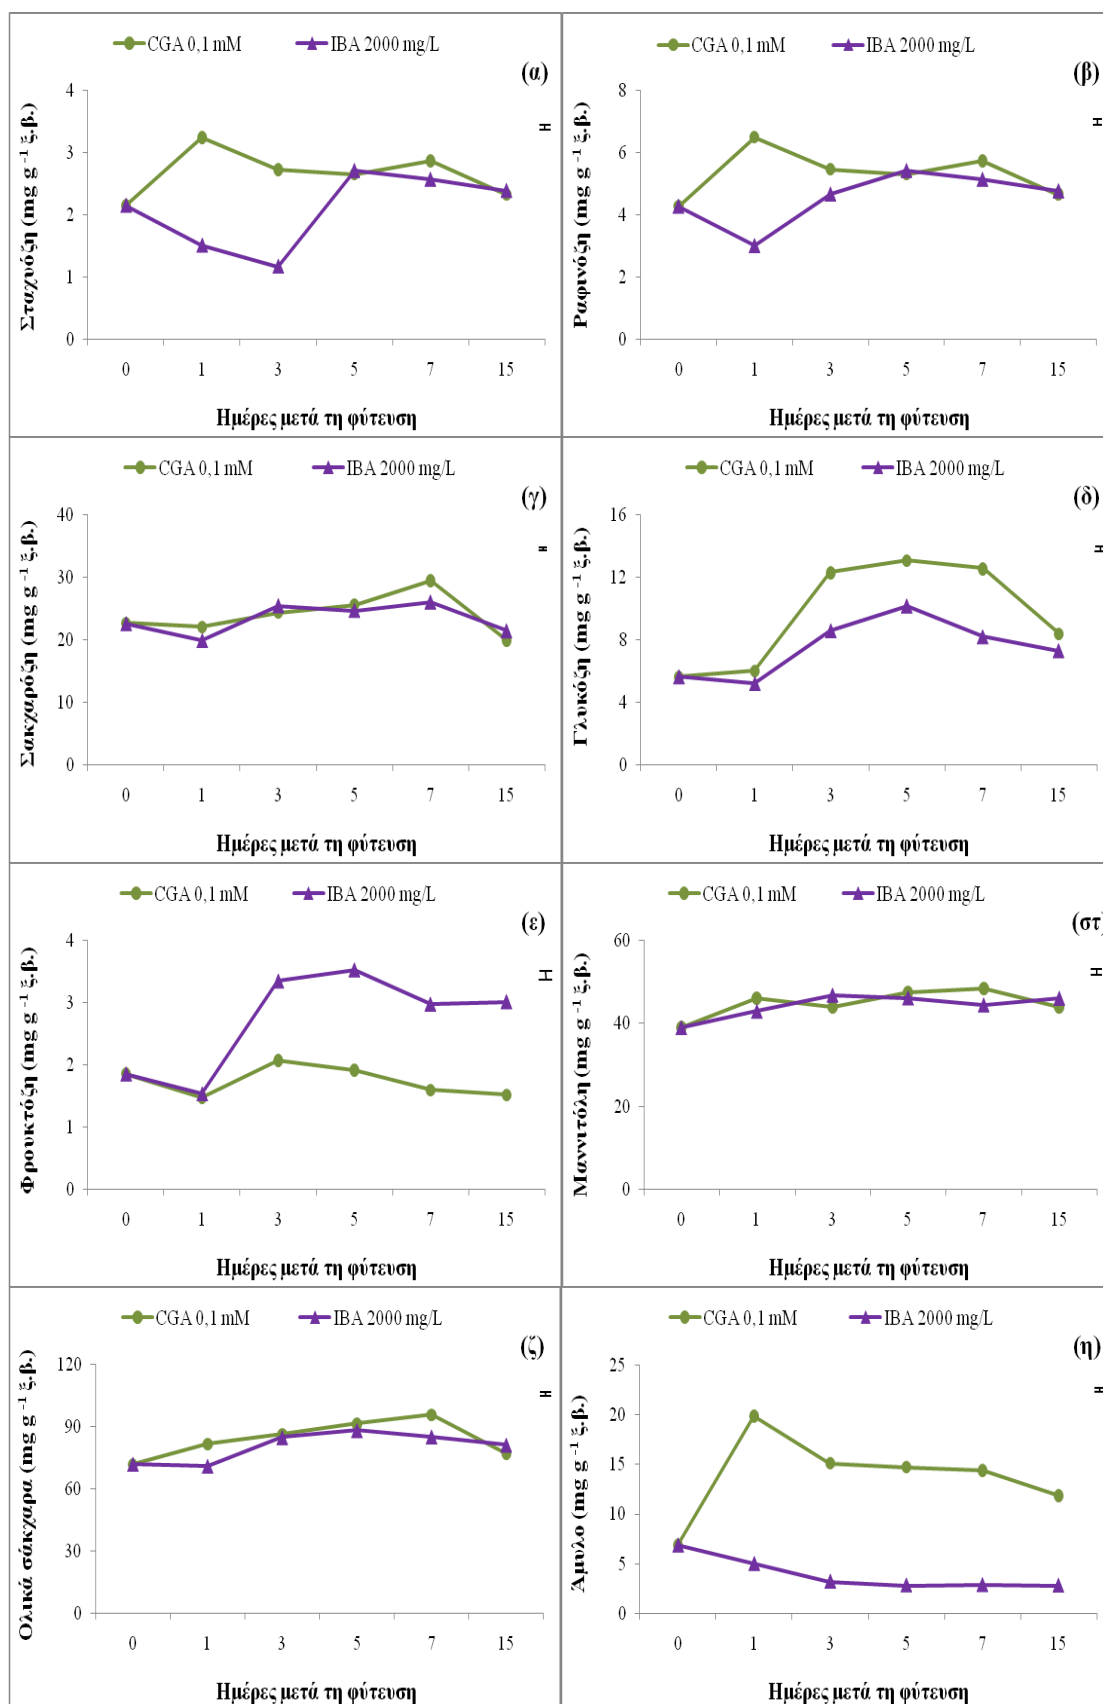 CGA 0,1 mM IBA 2000 mg/L
(α)
Σταχυόζη (mg g -1 ξ.β.)
4
3
2
1
0
0 1 3 5 7 15
Ημέρες μετά τη φύτευση
CGA 0,1 mM IBA 2000 mg/L
(β)
Ραφινόζη (mg g -1 ξ.β.)
8
6
4
2
0
0 1 3 5 7 15
Ημέρες μετά τη φύτευση
CGA 0,1 mM IBA 2000 mg/L
(γ)
Σακχαρόζη (mg g -1 ξ.β.)
40
30
20
10
0
0 1 3 5 7 15
Ημέρες μετά τη φύτευση
CGA 0,1 mM IBA 2000 mg/L
(δ)
Γλυκόζη (mg g -1 ξ.β.)
16
12
8
4
0
0 1 3 5 7 15
Ημέρες μετά τη φύτευση
CGA 0,1 mM IBA 2000 mg/L
(ε)
Φρουκτόζη (mg g -1 ξ.β.)
4
3
2
1
0
0 1 3 5 7 15
Ημέρες μετά τη φύτευση
CGA 0,1 mM IBA 2000 mg/L
(στ)
Μαννιτόλη (mg g -1 ξ.β.)
60
40
20
0
0 1 3 5 7 15
Ημέρες μετά τη φύτευση
CGA 0,1 mM IBA 2000 mg/L
(ζ)
Ολικά σάκχαρα (mg g -1 ξ.β.)
120
90
60
30
0
0 1 3 5 7 15
Ημέρες μετά τη φύτευση
CGA 0,1 mM IBA 2000 mg/L
(η)
Άμυλο (mg g -1 ξ.β.)
25
20
15
10
5
0
0 1 3 5 7 15
Ημέρες μετά τη φύτευση